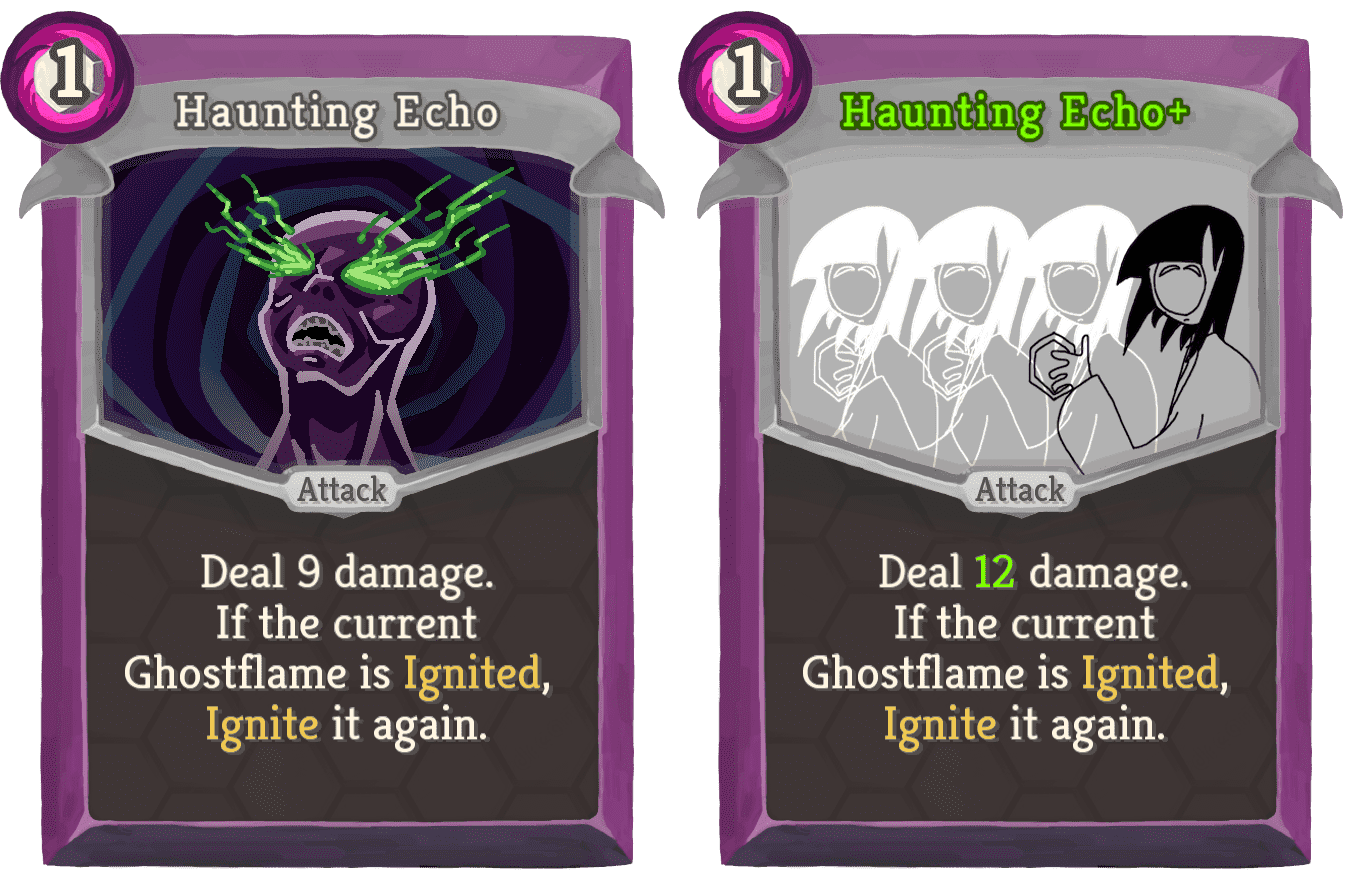 1
Haunting Echo
Attack
Deal 9 damage.
If the current
Ghostflame is Ignited,
Ignite it again.
1
Haunting Echo+
Attack
Deal 12 damage.
If the current
Ghostflame is Ignited,
Ignite it again.